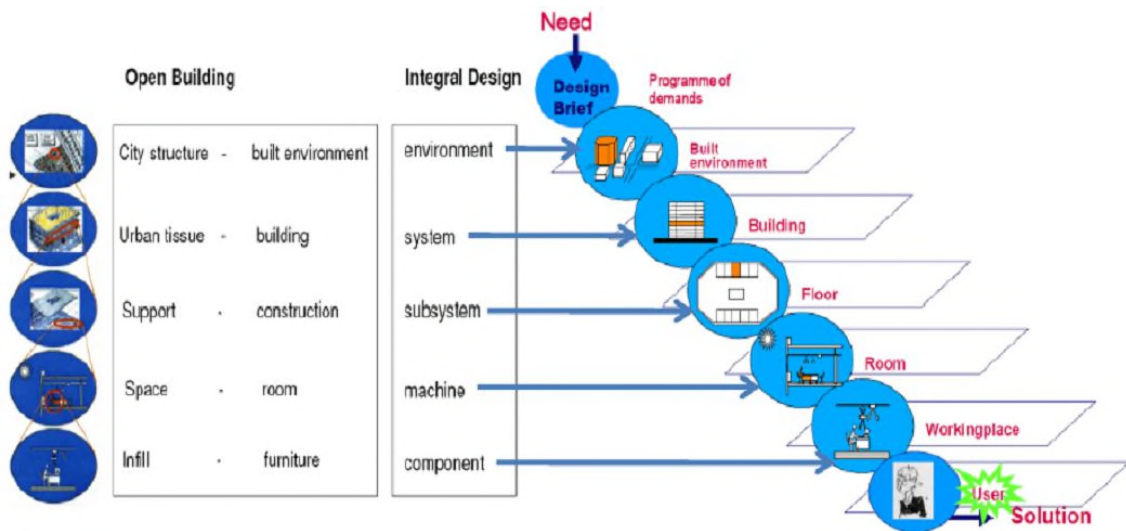 Need
Open Building
Integral Design
Design
Brief
Programme of
demands
City structure - built environment
environment
Built
environment
Urban tissue - building
system
Building
Support - construction
subsystem
Floor
Space - room
machine
Room
Infill - furniture
component
Workingplace
User
Solution